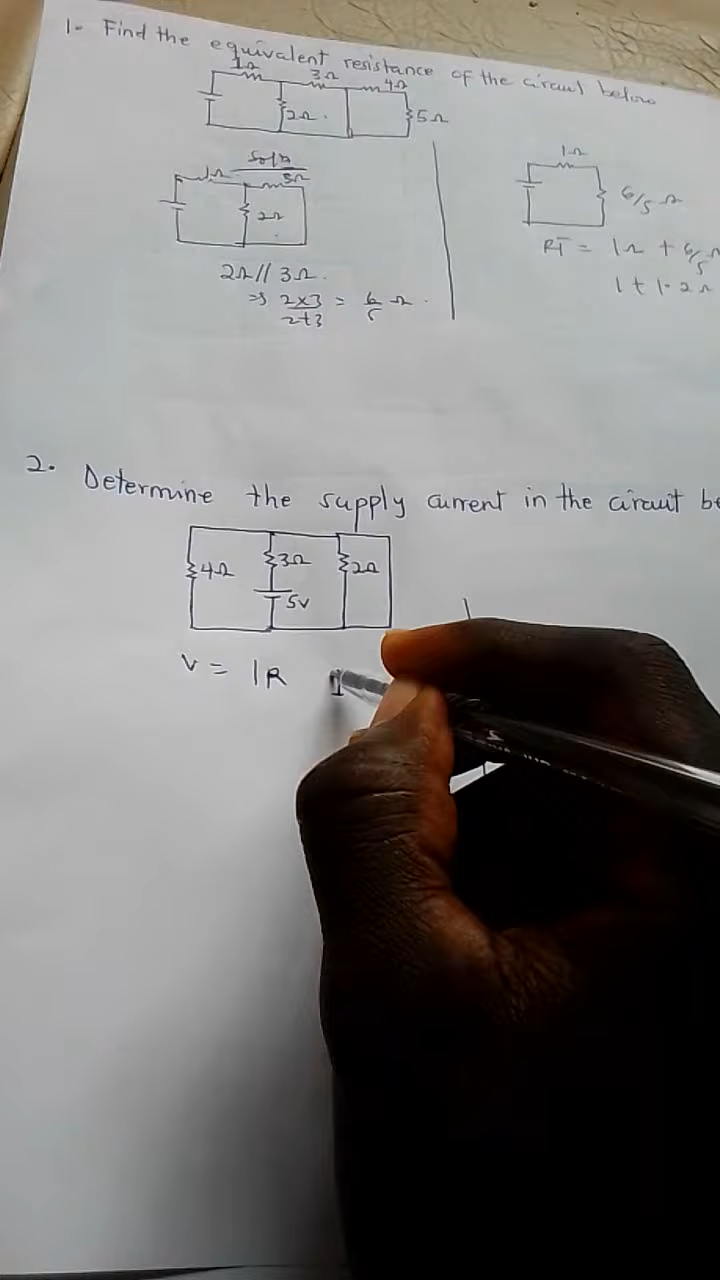 1. Find the equivalent resistance of the circuit below
1Ω 3Ω 4Ω
2Ω 5Ω
Soln
1Ω 3Ω
2Ω
2Ω // 3Ω
⇒ 2×3 = 6 Ω
2+3 5
1Ω
6/5 Ω
RT = 1Ω + 6/5 Ω
1 + 1.2Ω
2. Determine the supply current in the circuit be
4Ω 3Ω 2Ω
5V
V = IR I